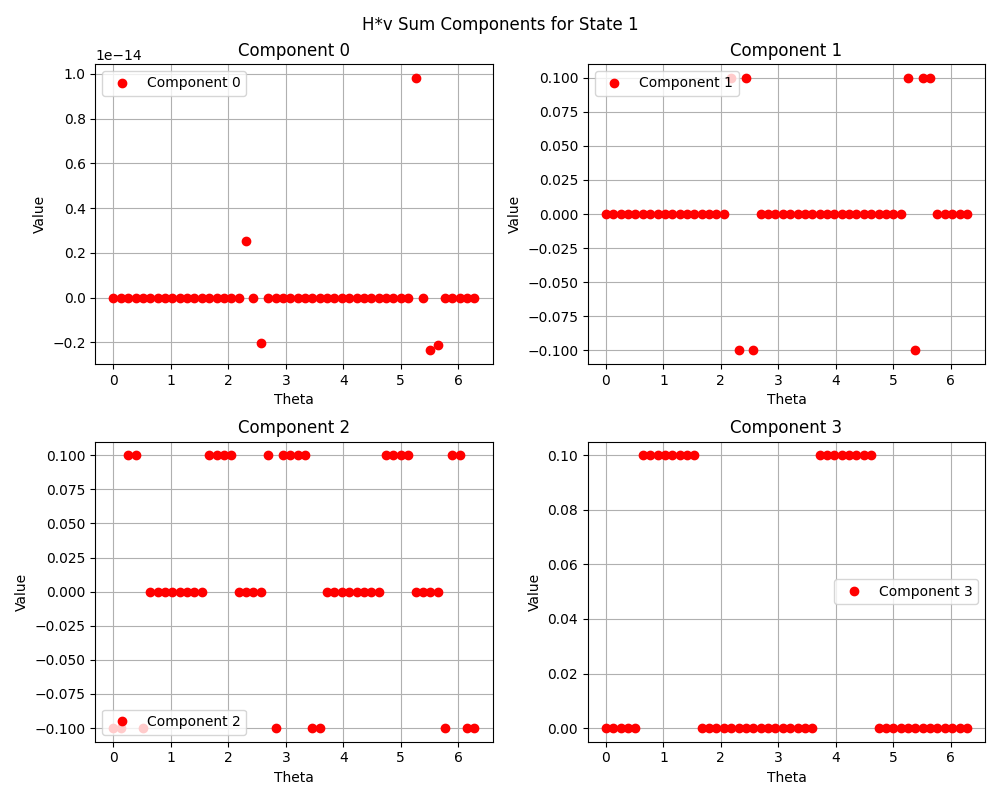 H*v Sum Components for State 1
Component 0
1e−14
1.0
0.8
0.6
0.4
0.2
0.0
−0.2
Value
0 1 2 3 4 5 6
Theta
Component 0
Component 1
0.100
0.075
0.050
0.025
0.000
−0.025
−0.050
−0.075
−0.100
Value
0 1 2 3 4 5 6
Theta
Component 1
Component 2
0.100
0.075
0.050
0.025
0.000
−0.025
−0.050
−0.075
−0.100
Value
0 1 2 3 4 5 6
Theta
Component 2
Component 3
0.10
0.08
0.06
0.04
0.02
0.00
Value
0 1 2 3 4 5 6
Theta
Component 3